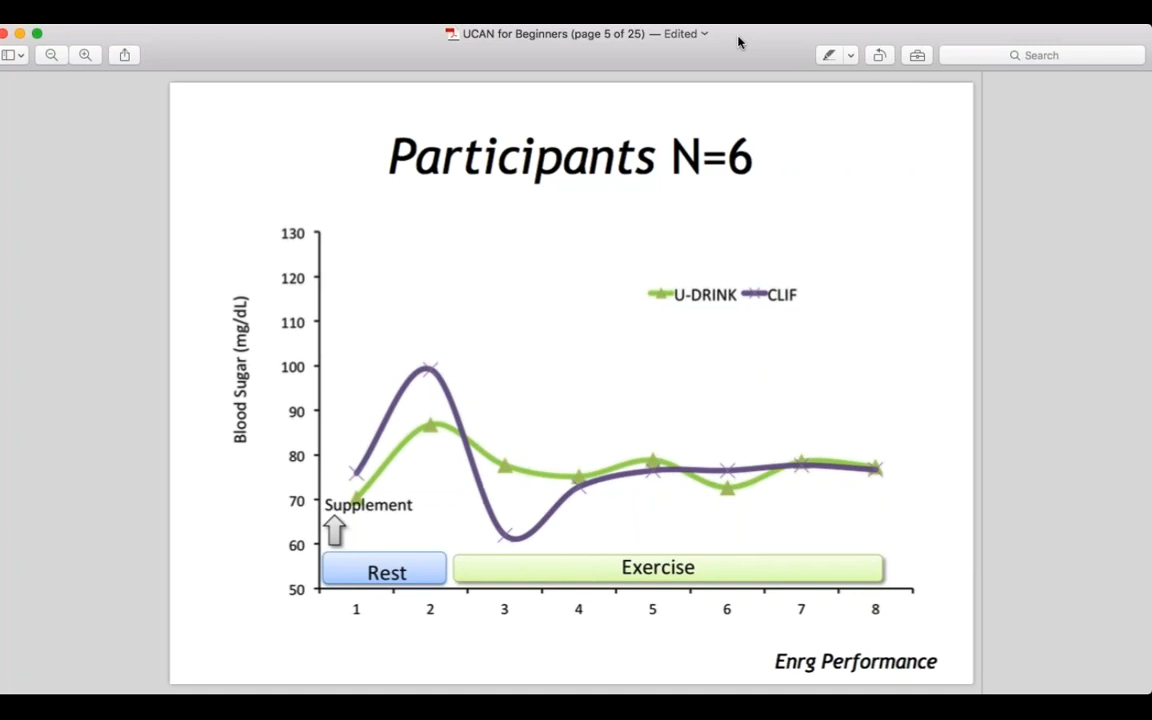 UCAN for Beginners (page 5 of 25) — Edited
Search
Participants N=6
130
120
110
100
90
80
70
60
50
Blood Sugar (mg/dL)
U-DRINK CLIF
Supplement
Rest
Exercise
1 2 3 4 5 6 7 8
Enrg Performance